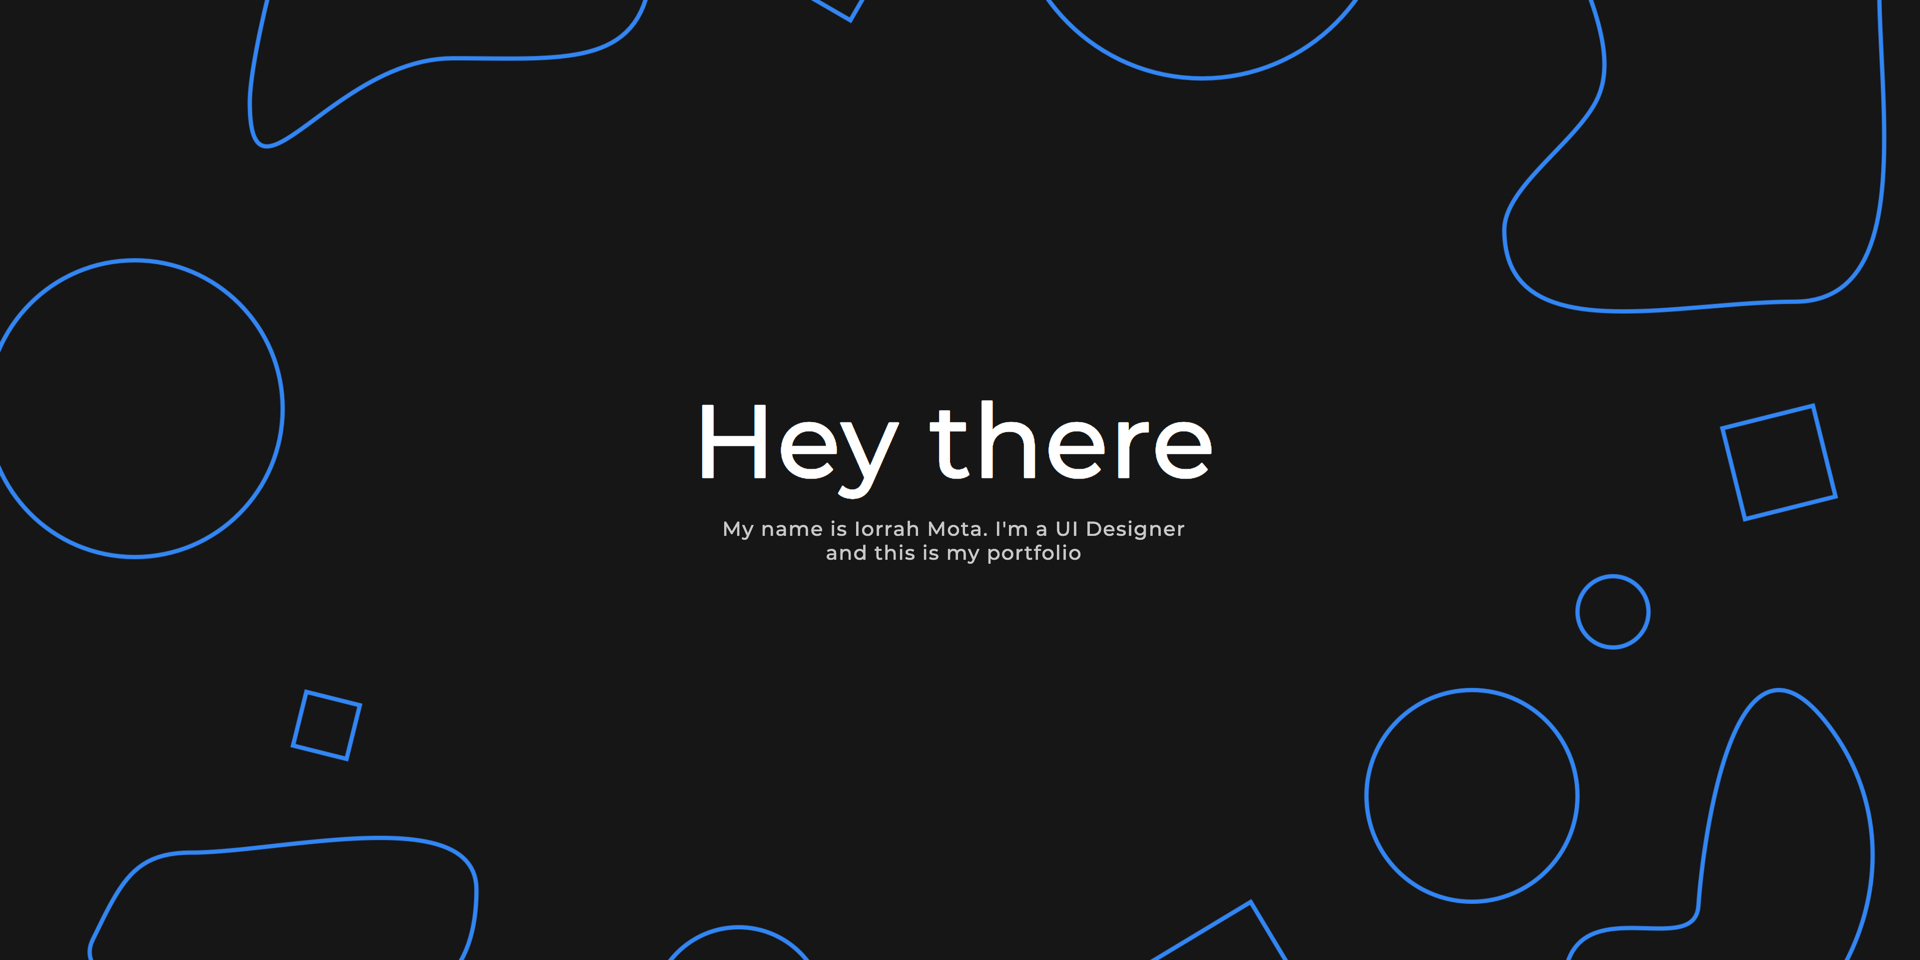 Hey there
My name is Iorrah Mota. I'm a UI Designer
and this is my portfolio